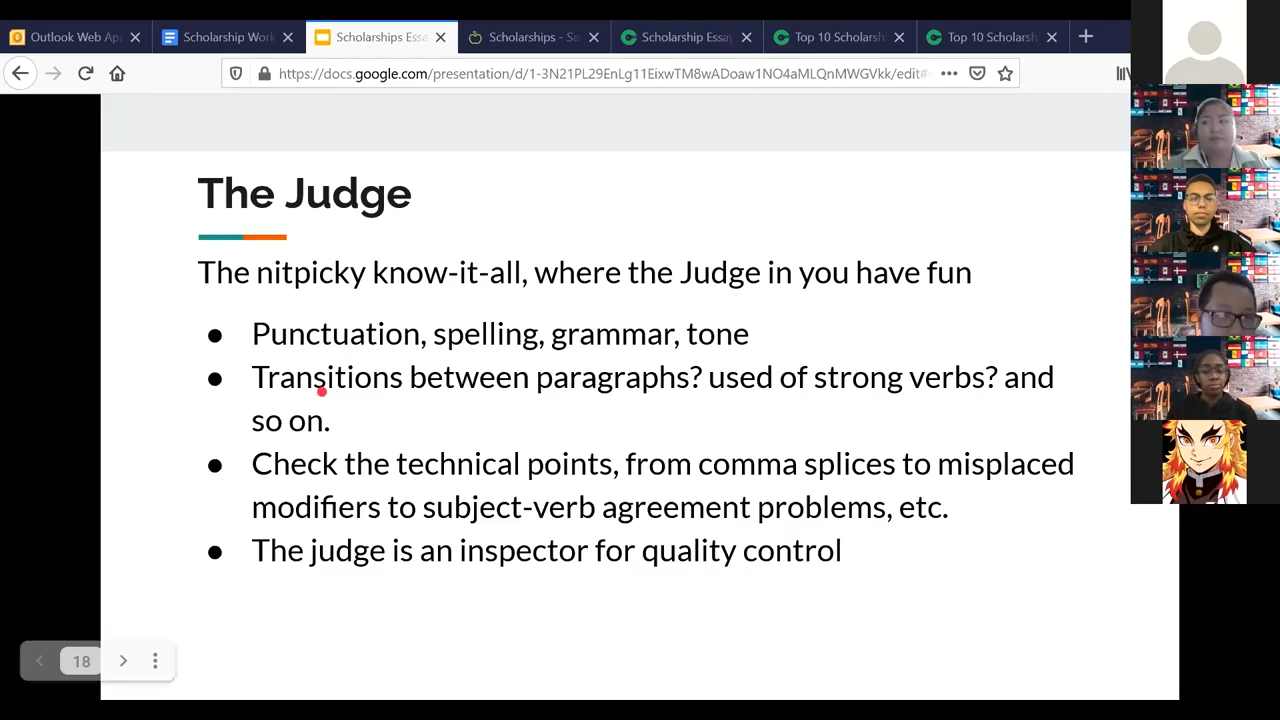 Outlook Web Ap
Scholarship Work
Scholarships Essa
Scholarships - Sa
Scholarship Essay
Top 10 Scholarsh
Top 10 Scholarsh
https://docs.google.com/presentation/d/1-3N21PL29EnLg11EixwTM8wADoaw1NO4aMLQnMWGVkk/edit#
The Judge
The nitpicky know-it-all, where the Judge in you have fun
● Punctuation, spelling, grammar, tone
● Transitions between paragraphs? used of strong verbs? and
so on.
● Check the technical points, from comma splices to misplaced
modifiers to subject-verb agreement problems, etc.
● The judge is an inspector for quality control
18